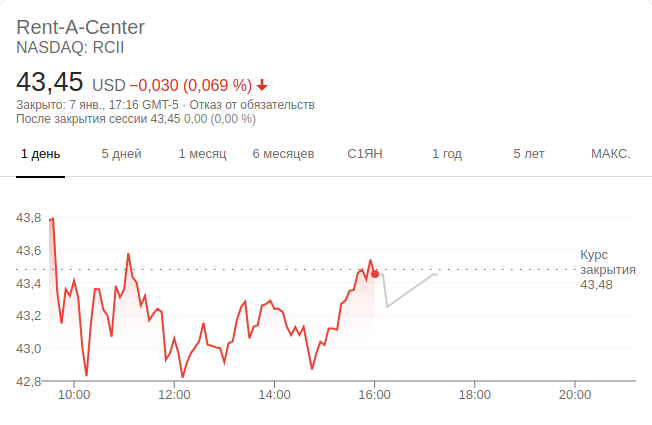 Rent-A-Center
NASDAQ: RCII
43,45 USD −0,030 (0,069 %)
Закрыто: 7 янв., 17:16 GMT-5 · Отказ от обязательств
После закрытия сессии 43,45 0,00 (0,00 %)
1 день 5 дней 1 месяц 6 месяцев С1ЯН 1 год 5 лет МАКС.
43,8
43,6
43,4
43,2
43,0
42,8
Курс
закрытия
43,48
10:00 12:00 14:00 16:00 18:00 20:00